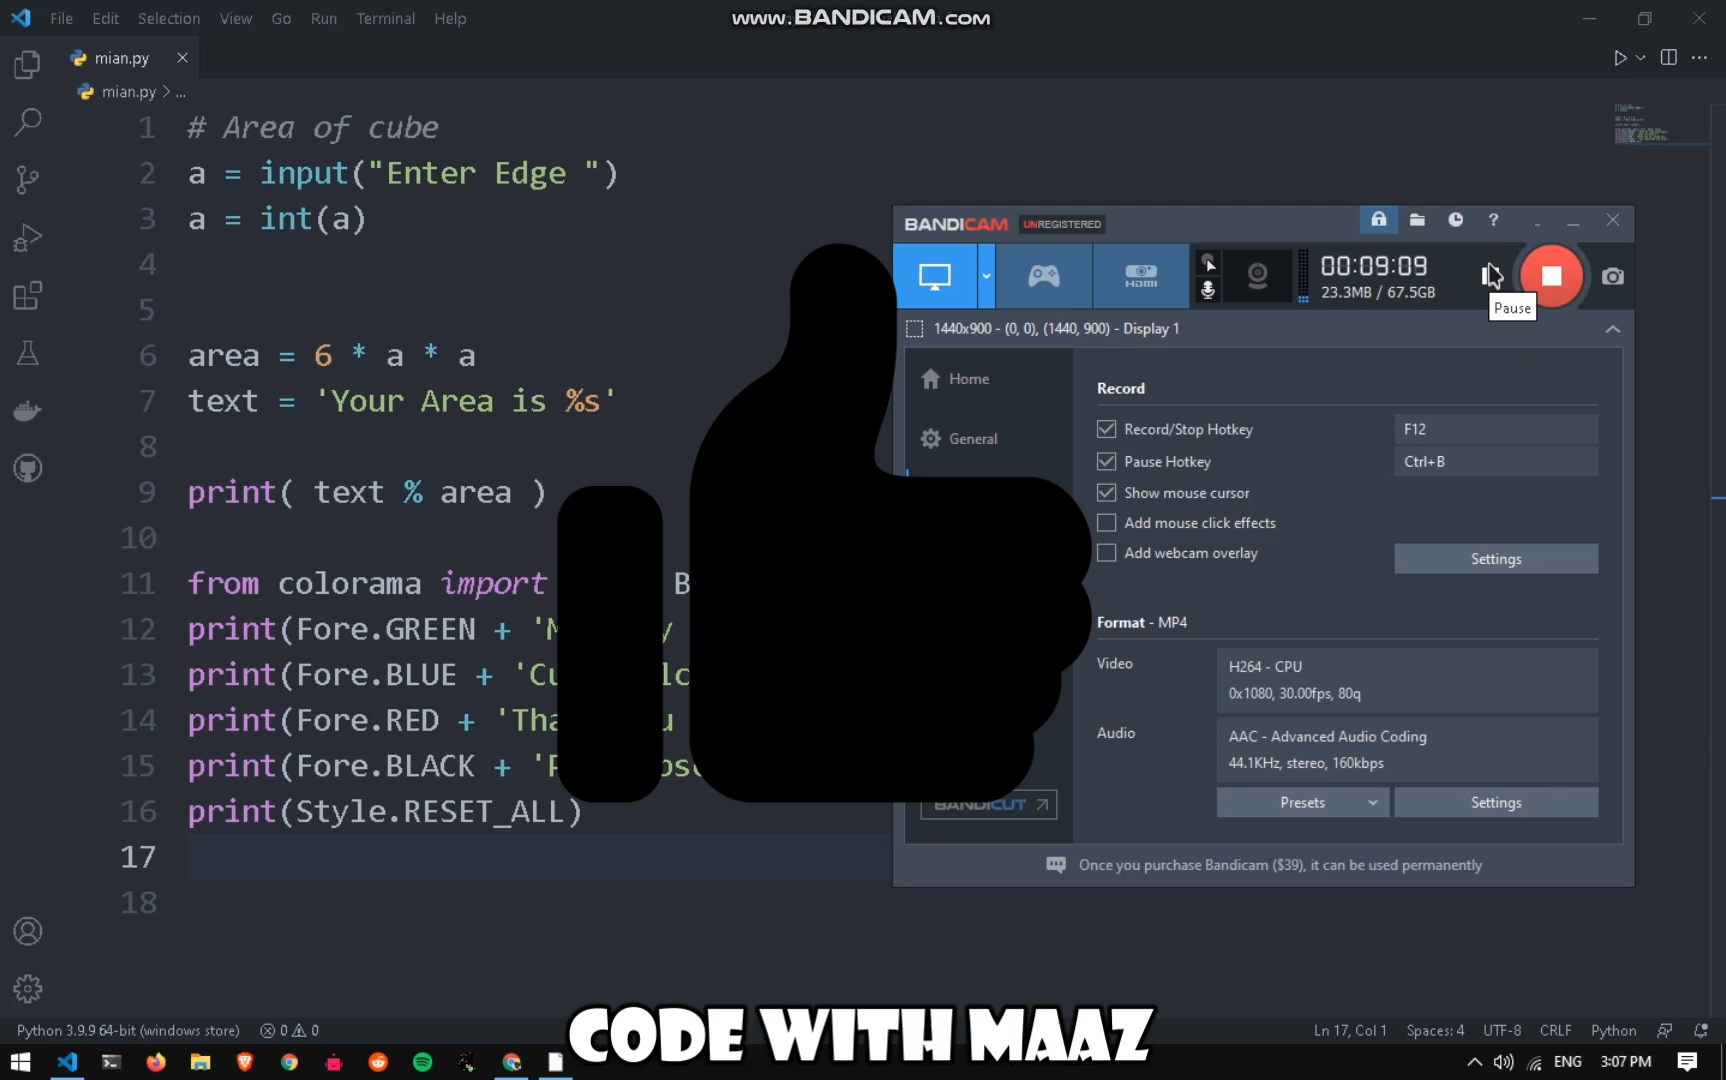 File Edit Selection View Go Run Terminal Help
www.BANDICAM.com
mian.py
mian.py > ...
1 # Area of cube
2 a = input("Enter Edge ")
3 a = int(a)
4
5
6 area = 6 * a * a
7 text = 'Your Area is %s'
8
9 print( text % area )
10
11 from colorama import
12 print(Fore.GREEN + '
13 print(Fore.BLUE + '
14 print(Fore.RED + '
15 print(Fore.BLACK + '
16 print(Style.RESET_ALL)
17
18
BANDICAM UNREGISTERED
?
HDMI
00:09:09
23.3MB / 67.5GB
Pause
1440x900 - (0, 0), (1440, 900) - Display 1
Home
General
Record
Record/Stop Hotkey F12
Pause Hotkey Ctrl+B
Show mouse cursor
Add mouse click effects
Add webcam overlay
Settings
Format - MP4
Video
H264 - CPU
0x1080, 30.00fps, 80q
Audio
AAC - Advanced Audio Coding
44.1KHz, stereo, 160kbps
Presets
Settings
BANDICUT
Once you purchase Bandicam ($39), it can be used permanently
CODE WITH MAAZ
Python 3.9.9 64-bit (windows store) 0 0
Ln 17, Col 1 Spaces: 4 UTF-8 CRLF Python
ENG 3:07 PM